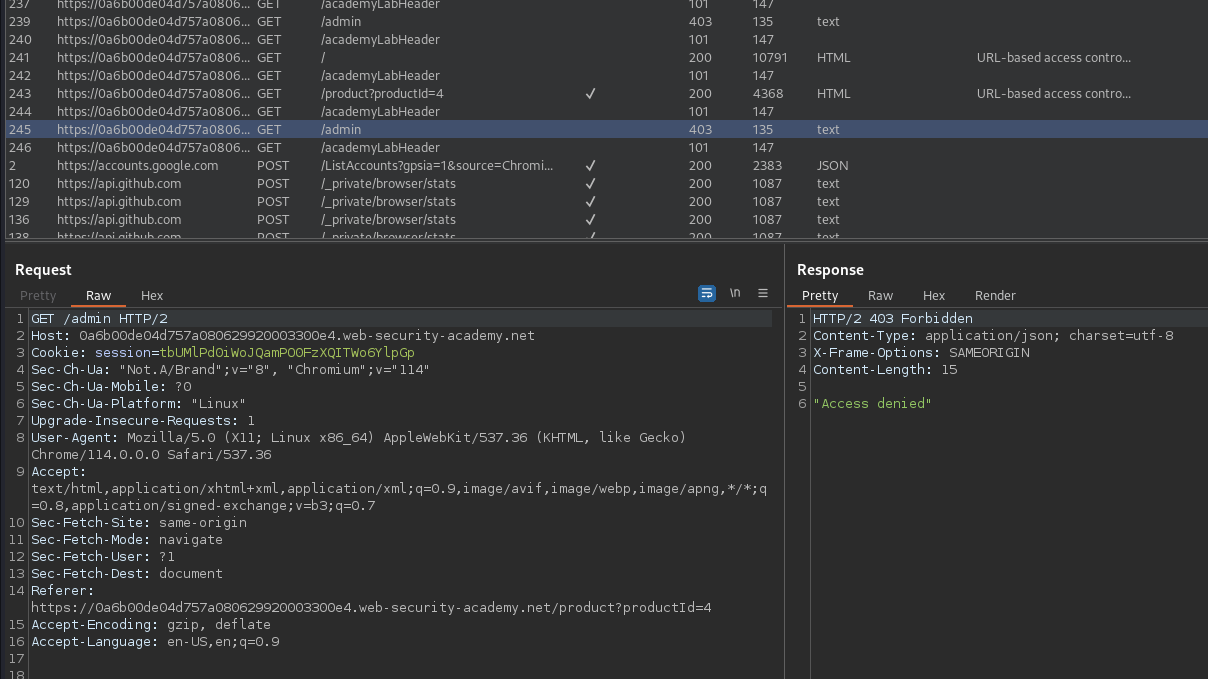 237 https://0a6b00de04d757a0806... GET /academyLabHeader 101 147
239 https://0a6b00de04d757a0806... GET /admin 403 135 text
240 https://0a6b00de04d757a0806... GET /academyLabHeader 101 147
241 https://0a6b00de04d757a0806... GET / 200 10791 HTML URL-based access contro...
242 https://0a6b00de04d757a0806... GET /academyLabHeader 101 147
243 https://0a6b00de04d757a0806... GET /product?productId=4 ✓ 200 4368 HTML URL-based access contro...
244 https://0a6b00de04d757a0806... GET /academyLabHeader 101 147
245 https://0a6b00de04d757a0806... GET /admin 403 135 text
246 https://0a6b00de04d757a0806... GET /academyLabHeader 101 147
2 https://accounts.google.com POST /ListAccounts?gpsia=1&source=Chromi... ✓ 200 2383 JSON
120 https://api.github.com POST /_private/browser/stats ✓ 200 1087 text
129 https://api.github.com POST /_private/browser/stats ✓ 200 1087 text
136 https://api.github.com POST /_private/browser/stats ✓ 200 1087 text
138 https://api.github.com POST /_private/browser/stats ✓ 200 1087 text
Request
Pretty Raw Hex
\n
1 GET /admin HTTP/2
2 Host: 0a6b00de04d757a080629920003300e4.web-security-academy.net
3 Cookie: session=tbUMlPd0iWoJQamPOOFzXQITWo6YlpGp
4 Sec-Ch-Ua: "Not.A/Brand";v="8", "Chromium";v="114"
5 Sec-Ch-Ua-Mobile: ?0
6 Sec-Ch-Ua-Platform: "Linux"
7 Upgrade-Insecure-Requests: 1
8 User-Agent: Mozilla/5.0 (X11; Linux x86_64) AppleWebKit/537.36 (KHTML, like Gecko)
Chrome/114.0.0.0 Safari/537.36
9 Accept:
text/html,application/xhtml+xml,application/xml;q=0.9,image/avif,image/webp,image/apng,*/*;q
=0.8,application/signed-exchange;v=b3;q=0.7
10 Sec-Fetch-Site: same-origin
11 Sec-Fetch-Mode: navigate
12 Sec-Fetch-User: ?1
13 Sec-Fetch-Dest: document
14 Referer:
https://0a6b00de04d757a080629920003300e4.web-security-academy.net/product?productId=4
15 Accept-Encoding: gzip, deflate
16 Accept-Language: en-US,en;q=0.9
17
18
Response
Pretty Raw Hex Render
1 HTTP/2 403 Forbidden
2 Content-Type: application/json; charset=utf-8
3 X-Frame-Options: SAMEORIGIN
4 Content-Length: 15
5
6 "Access denied"